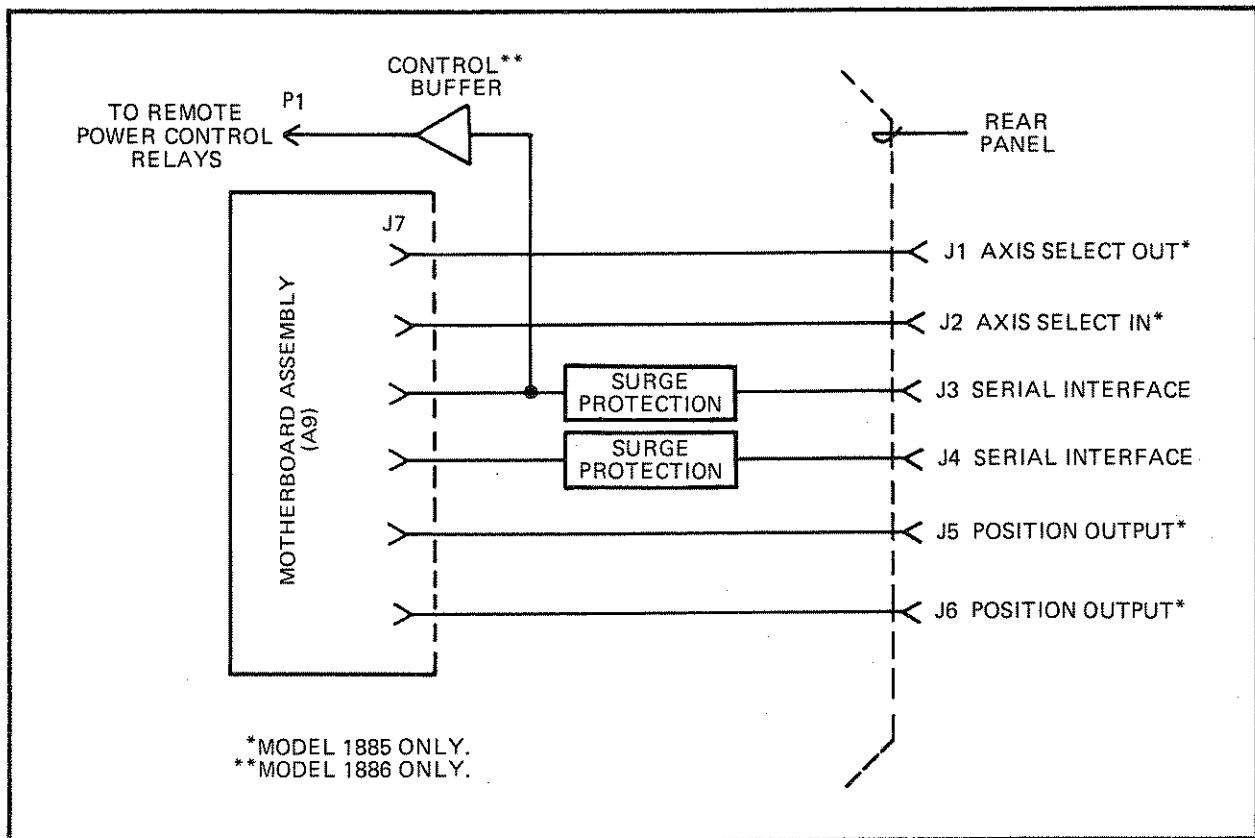 CONTROL**
BUFFER
P1
TO REMOTE
POWER CONTROL
RELAYS
REAR
PANEL
J7
MOTHERBOARD ASSEMBLY
(A9)
J1 AXIS SELECT OUT*
J2 AXIS SELECT IN*
SURGE
PROTECTION
J3 SERIAL INTERFACE
SURGE
PROTECTION
J4 SERIAL INTERFACE
J5 POSITION OUTPUT*
J6 POSITION OUTPUT*
*MODEL 1885 ONLY.
**MODEL 1886 ONLY.